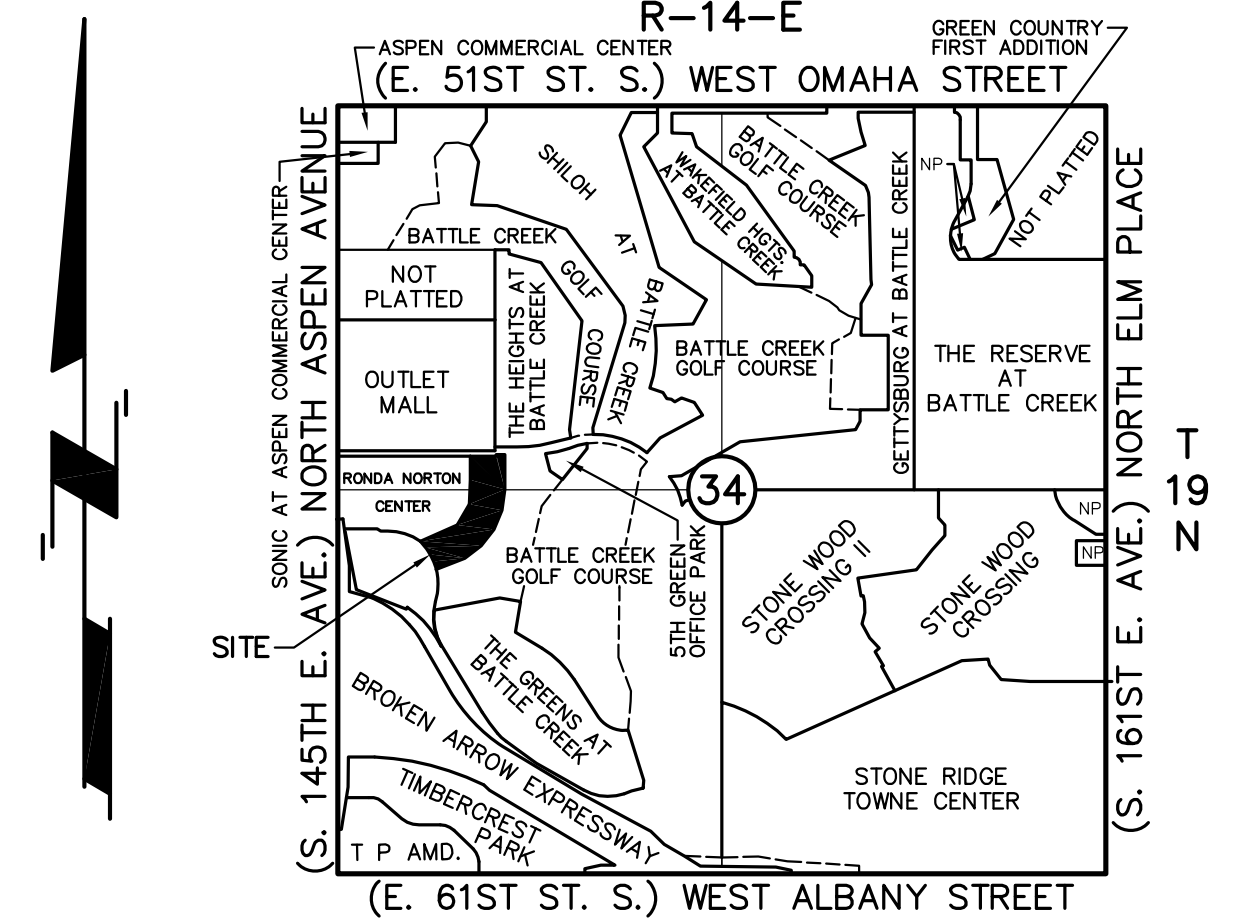 R-14-E
GREEN COUNTRY
FIRST ADDITION
ASPEN COMMERCIAL CENTER
(E. 51ST ST. S.) WEST OMAHA STREET
(S. 145TH E. AVE.) NORTH ASPEN AVENUE
SONIC AT ASPEN COMMERCIAL CENTER
SHILOH
AT
BATTLE CREEK
WAKEFIELD HGTS.
AT BATTLE CREEK
BATTLE CREEK
GOLF COURSE
GETTYSBURG AT BATTLE CREEK
NP
NOT PLATTED
(S. 161ST E. AVE.) NORTH ELM PLACE
BATTLE CREEK
GOLF
COURSE
NOT
PLATTED
THE HEIGHTS AT
BATTLE CREEK
OUTLET
MALL
BATTLE CREEK
GOLF COURSE
THE RESERVE
AT
BATTLE CREEK
T
19
N
RONDA NORTON
CENTER
34
NP
NP
BATTLE CREEK
GOLF COURSE
5TH GREEN
OFFICE PARK
STONE WOOD
CROSSING II
STONE WOOD
CROSSING
SITE
THE GREENS AT
BATTLE CREEK
BROKEN ARROW EXPRESSWAY
TIMBERCREST
PARK
T P AMD.
STONE RIDGE
TOWNE CENTER
(E. 61ST ST. S.) WEST ALBANY STREET